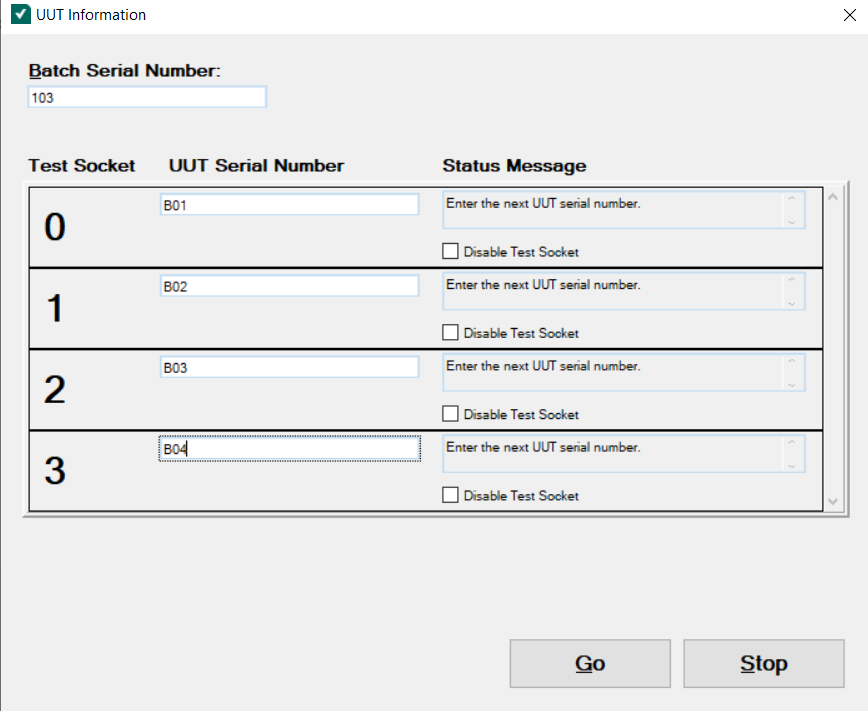 UUT Information
Batch Serial Number:
103
Test Socket UUT Serial Number Status Message
0 B01 Enter the next UUT serial number.
Disable Test Socket
1 B02 Enter the next UUT serial number.
Disable Test Socket
2 B03 Enter the next UUT serial number.
Disable Test Socket
3 B04 Enter the next UUT serial number.
Disable Test Socket
Go Stop